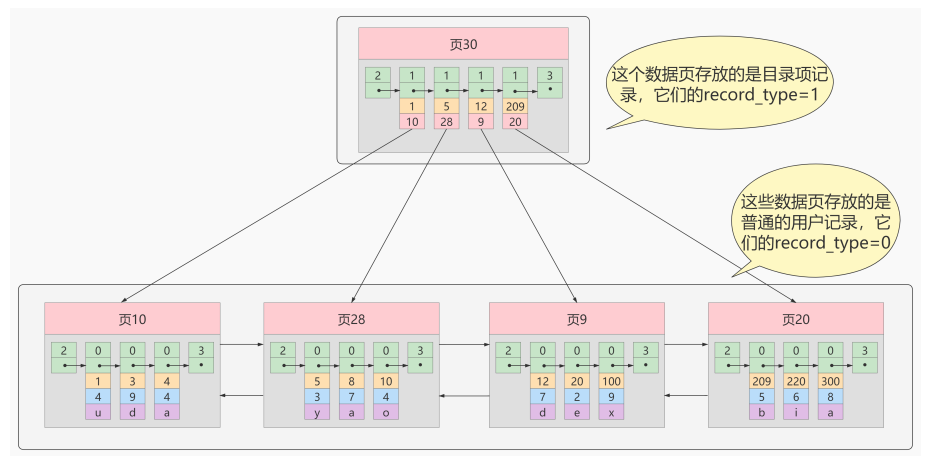 页30
2 1 1 1 1 3
1 5 12 209
10 28 9 20
这个数据页存放的是目录项记
录，它们的record_type=1
这些数据页存放的是
普通的用户记录，它
们的record_type=0
页10
2 0 0 0 3
1 3 4
4 9 4
u d a
页28
2 0 0 0 3
5 8 10
3 7 4
y a o
页9
2 0 0 0 3
12 20 100
7 2 9
d e x
页20
2 0 0 0 3
209 220 300
5 6 8
b i a